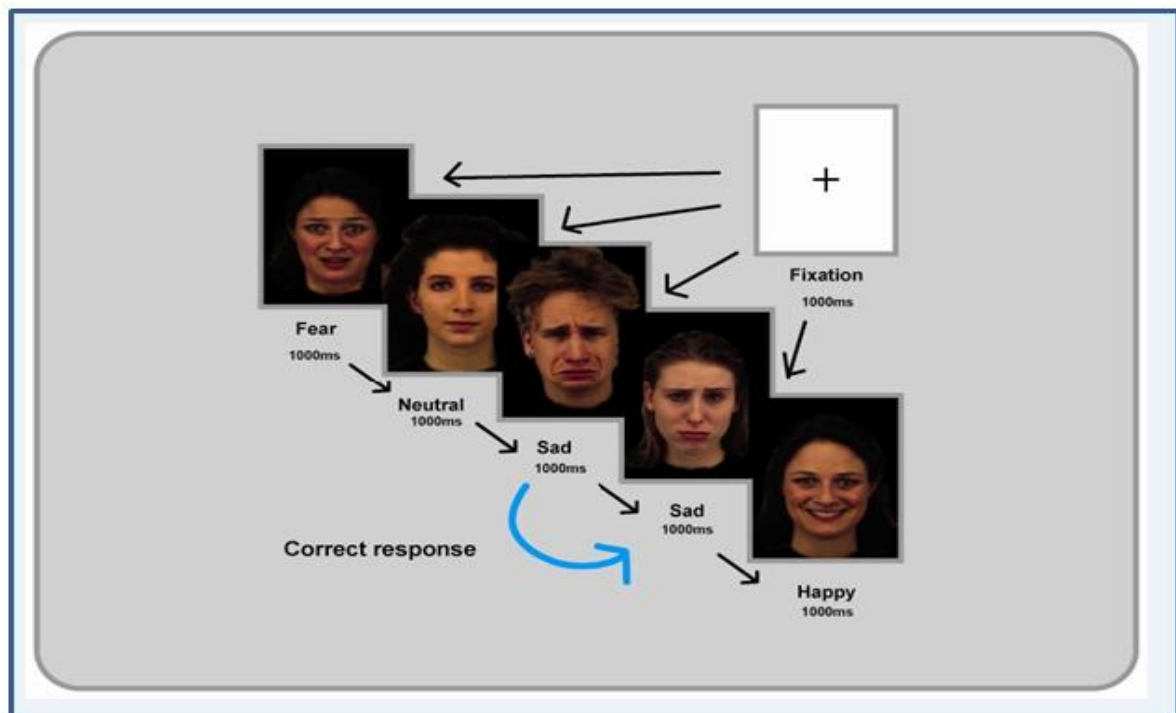 +
Fixation
1000ms
Fear
1000ms
Neutral
1000ms
Sad
1000ms
Sad
1000ms
Happy
1000ms
Correct response